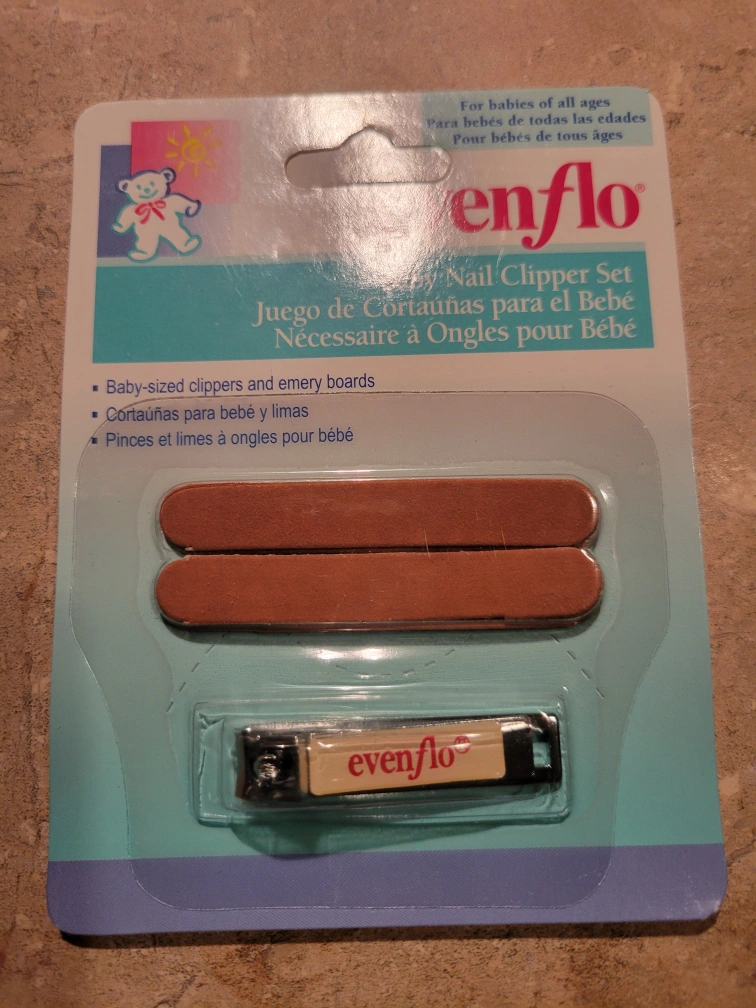 For babies of all ages
Para bebés de todas las edades
Pour bébés de tous âges
enflo®
Nail Clipper Set
Juego de Cortaúñas para el Bebé
Nécessaire à Ongles pour Bébé
▪ Baby-sized clippers and emery boards
▪ Cortaúñas para bebé y limas
▪ Pinces et limes à ongles pour bébé
evenflo®